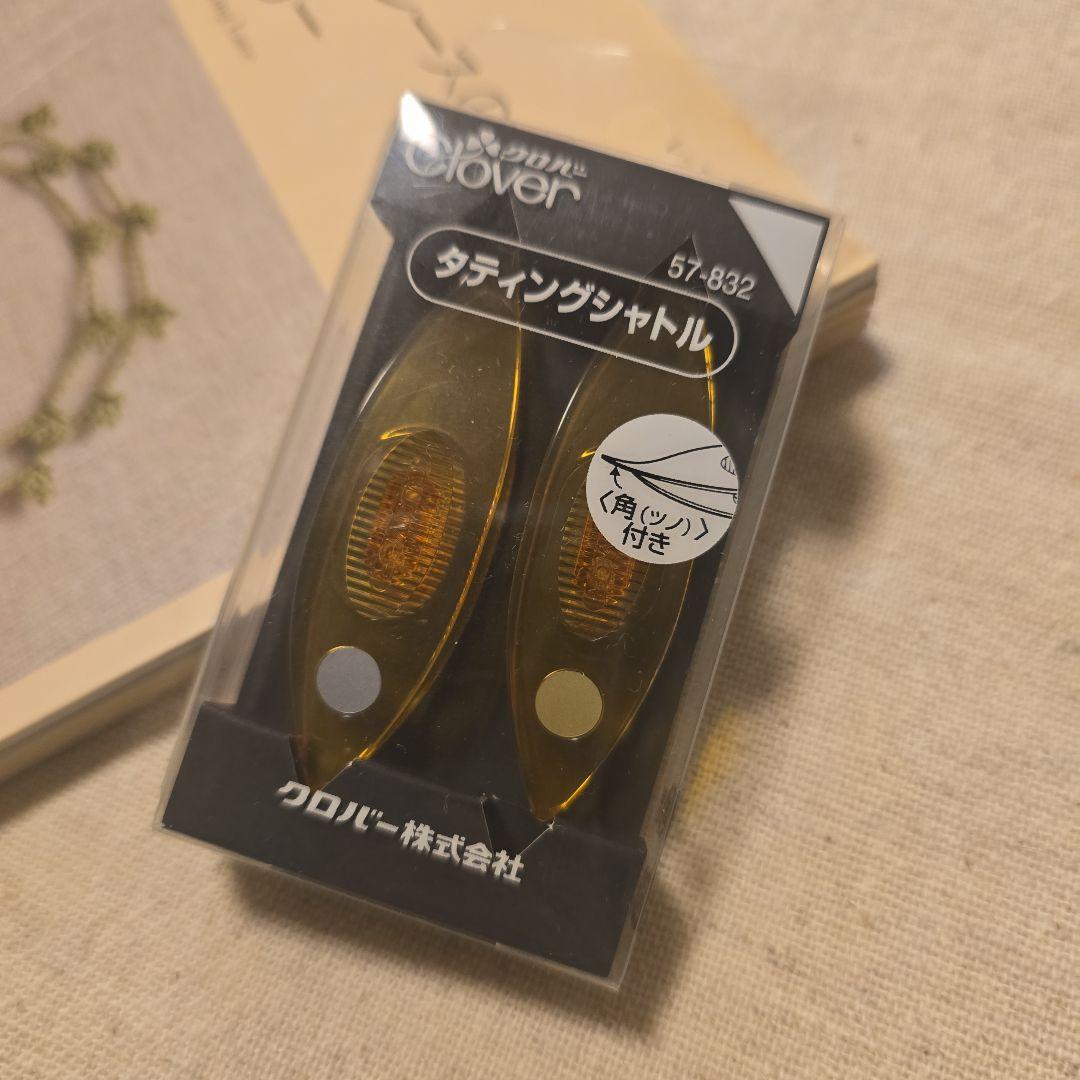 クロバー
Clover
57-832
タティングシャトル
〈角(ツノ)〉
付き
クロバー株式会社